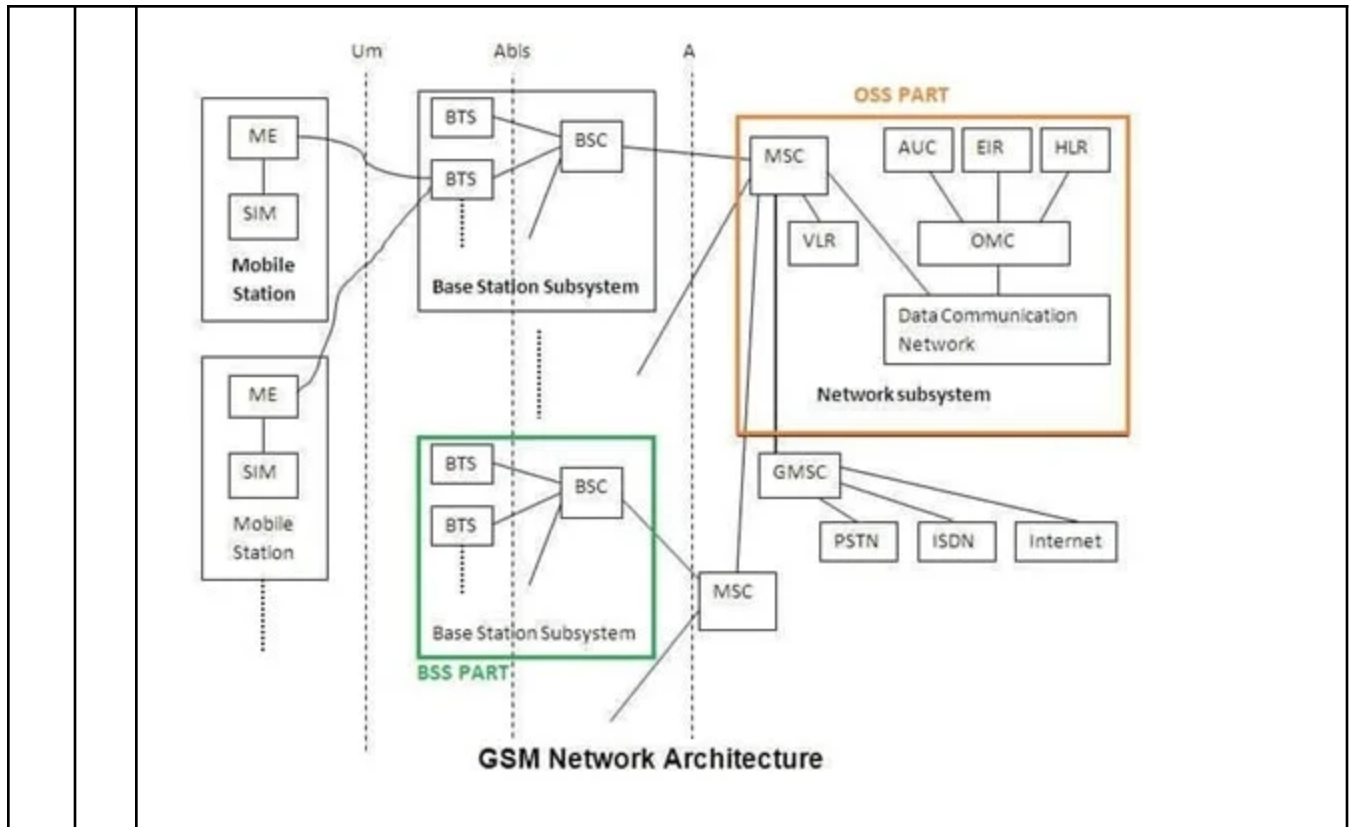 Um
Abis
A
OSS PART
ME
SIM
Mobile
Station
BTS
BTS
BSC
Base Station Subsystem
MSC
VLR
AUC
EIR
HLR
OMC
Data Communication
Network
Network subsystem
ME
SIM
Mobile
Station
BTS
BTS
BSC
Base Station Subsystem
BSS PART
MSC
GMSC
PSTN
ISDN
Internet
GSM Network Architecture